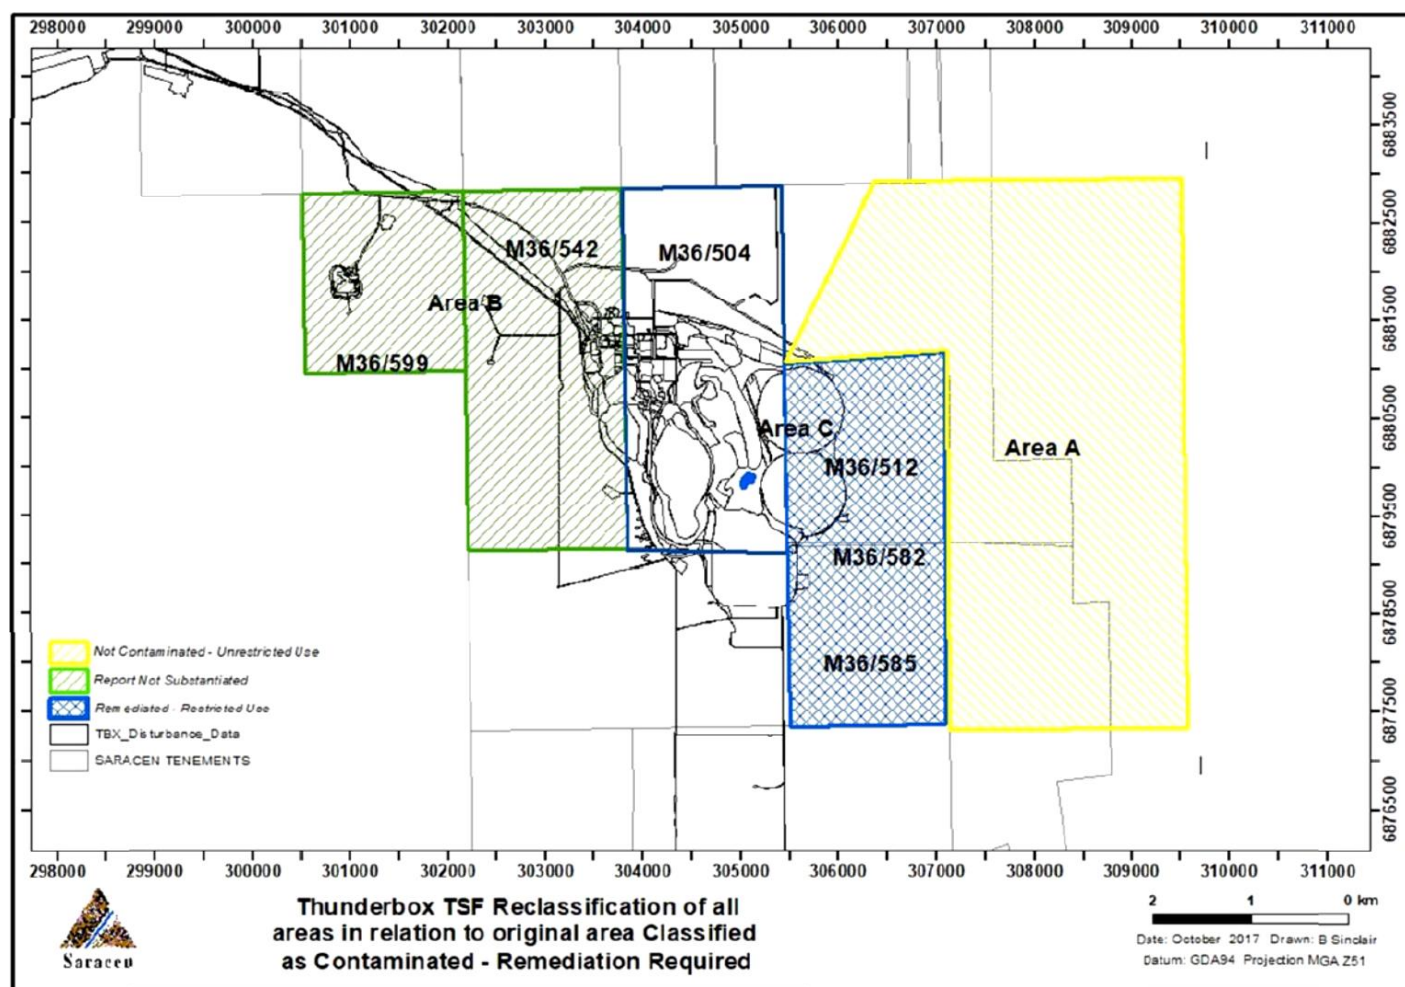 298000 299000 300000 301000 302000 303000 304000 305000 306000 307000 308000 309000 310000 311000
6883500
6882500
6881500
6880500
6879500
6878500
6877500
6876500
M36/542
M36/504
Area B
M36/599
Area C
M36/512
Area A
M36/582
M36/585
Not Contaminated - Unrestricted Use
Report Not Substantiated
Remediated - Restricted Use
TBX_Disturbance_Data
SARACEN TENEMENTS
298000 299000 300000 301000 302000 303000 304000 305000 306000 307000 308000 309000 310000 311000
Saracen
Thunderbox TSF Reclassification of all
areas in relation to original area Classified
as Contaminated - Remediation Required
2 1 0 km
Date: October 2017 Drawn: B Sinclair
Datum: GDA94 Projection MGA Z51